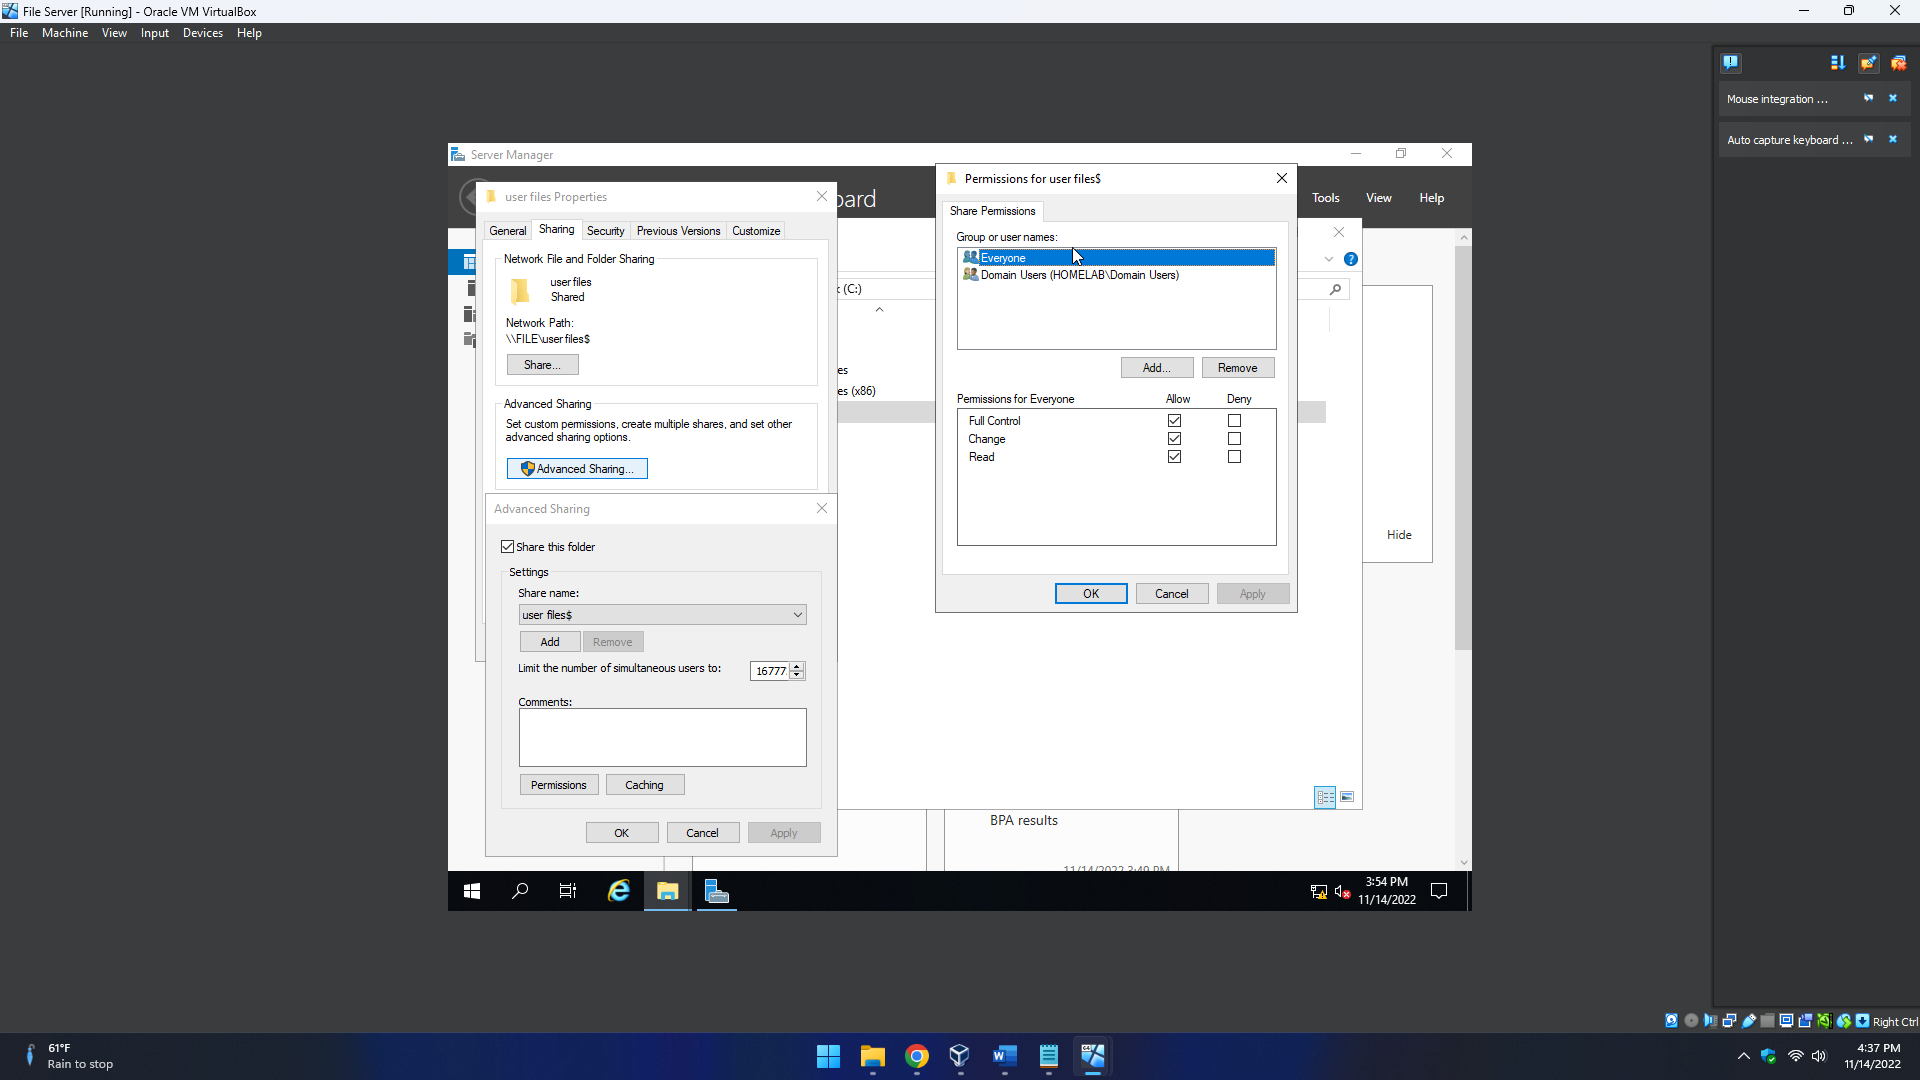 File Server [Running] - Oracle VM VirtualBox
File Machine View Input Devices Help
Mouse integration ...
Auto capture keyboard ...
Server Manager
Tools View Help
user files Properties
General Sharing Security Previous Versions Customize
Network File and Folder Sharing
user files
Shared
Network Path:
\\FILE\user files$
Share...
Advanced Sharing
Set custom permissions, create multiple shares, and set other
advanced sharing options.
Advanced Sharing...
Advanced Sharing
Share this folder
Settings
Share name:
user files$
Add Remove
Limit the number of simultaneous users to: 16777
Comments:
Permissions Caching
OK Cancel Apply
(C:)
(x86)
Permissions for user files$
Share Permissions
Group or user names:
Everyone
Domain Users (HOMELAB\Domain Users)
Add... Remove
Permissions for Everyone Allow Deny
Full Control
Change
Read
OK Cancel Apply
Hide
BPA results
11/14/2022 3:49 PM
3:54 PM
11/14/2022
Right Ctrl
61°F
Rain to stop
4:37 PM
11/14/2022